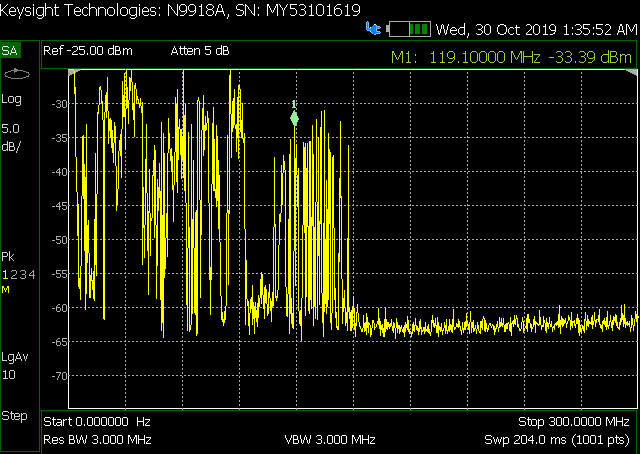 Keysight Technologies: N9918A, SN: MY53101619
Wed, 30 Oct 2019 1:35:52 AM
SA Ref -25.00 dBm Atten 5 dB
M1: 119.10000 MHz -33.39 dBm
Log
5.0
dB/
Pk
1234
M
LgAv
10
Step
1
-30
-35
-40
-45
-50
-55
-60
-65
-70
Start 0.000000 Hz Stop 300.0000 MHz
Res BW 3.000 MHz VBW 3.000 MHz Swp 204.0 ms (1001 pts)